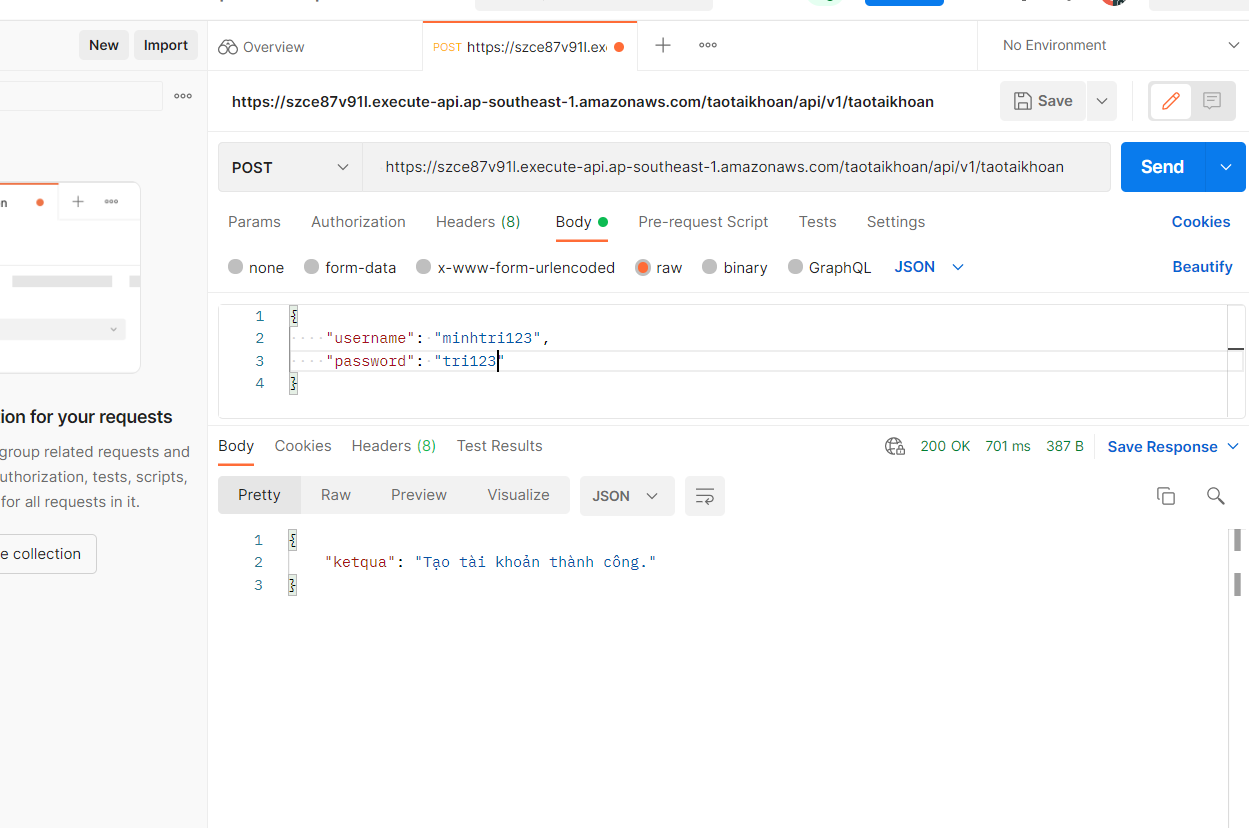 New Import Overview POST https://szce87v91l.ex No Environment
https://szce87v91l.execute-api.ap-southeast-1.amazonaws.com/taotaikhoan/api/v1/taotaikhoan Save
POST https://szce87v91l.execute-api.ap-southeast-1.amazonaws.com/taotaikhoan/api/v1/taotaikhoan Send
n
Params Authorization Headers (8) Body Pre-request Script Tests Settings Cookies
none form-data x-www-form-urlencoded raw binary GraphQL JSON Beautify
1 {
2 "username": "minhtri123",
3 "password": "tri123"
4 }
ion for your requests
group related requests and
uthorization, tests, scripts,
for all requests in it.
e collection
Body Cookies Headers (8) Test Results 200 OK 701 ms 387 B Save Response
Pretty Raw Preview Visualize JSON
1 {
2 "ketqua": "Tạo tài khoản thành công."
3 }